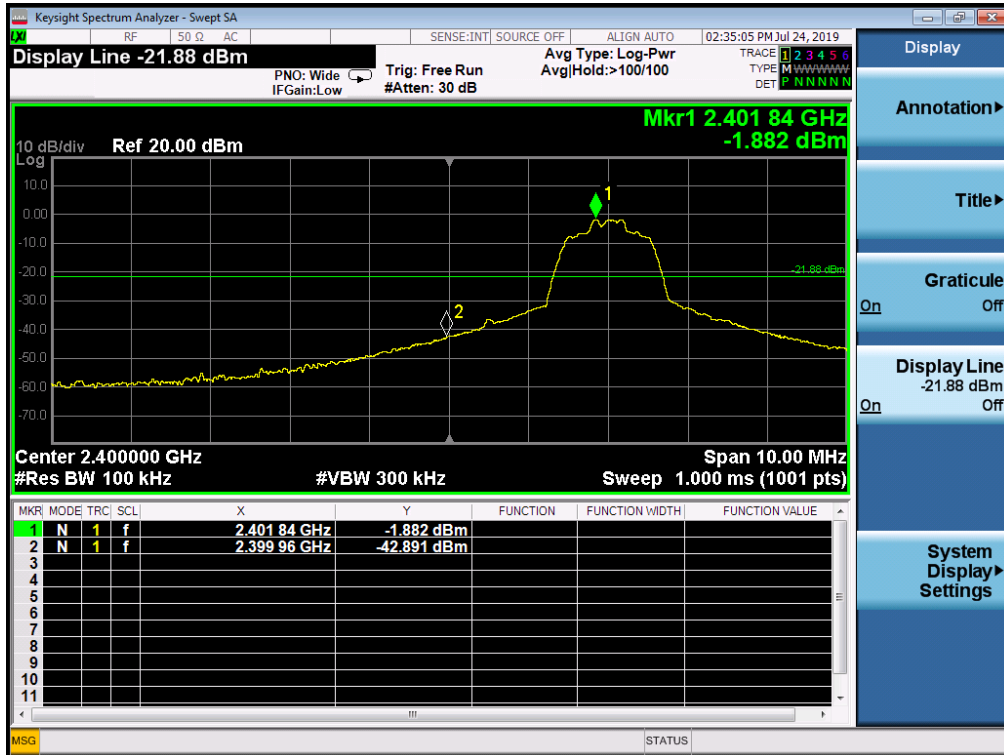 Keysight Spectrum Analyzer - Swept SA
LXI RF 50 Ω AC SENSE:INT SOURCE OFF ALIGN AUTO 02:35:05 PM Jul 24, 2019
Display Line -21.88 dBm
PNO: Wide
IFGain:Low
Trig: Free Run
#Atten: 30 dB
Avg Type: Log-Pwr
Avg|Hold:>100/100
TRACE 1 2 3 4 5 6
TYPE M WWWWW
DET P N N N N N
Mkr1 2.401 84 GHz
-1.882 dBm
10 dB/div Ref 20.00 dBm
Log
10.0
0.00
-10.0
-20.0
-30.0
-40.0
-50.0
-60.0
-70.0
1
2
-21.88 dBm
Center 2.400000 GHz Span 10.00 MHz
#Res BW 100 kHz #VBW 300 kHz Sweep 1.000 ms (1001 pts)
MKR MODE TRC SCL X Y FUNCTION FUNCTION WIDTH FUNCTION VALUE
1 N 1 f 2.401 84 GHz -1.882 dBm
2 N 1 f 2.399 96 GHz -42.891 dBm
3
4
5
6
7
8
9
10
11
MSG STATUS
Display
Annotation
Title
Graticule
On Off
Display Line
-21.88 dBm
On Off
System
Display
Settings